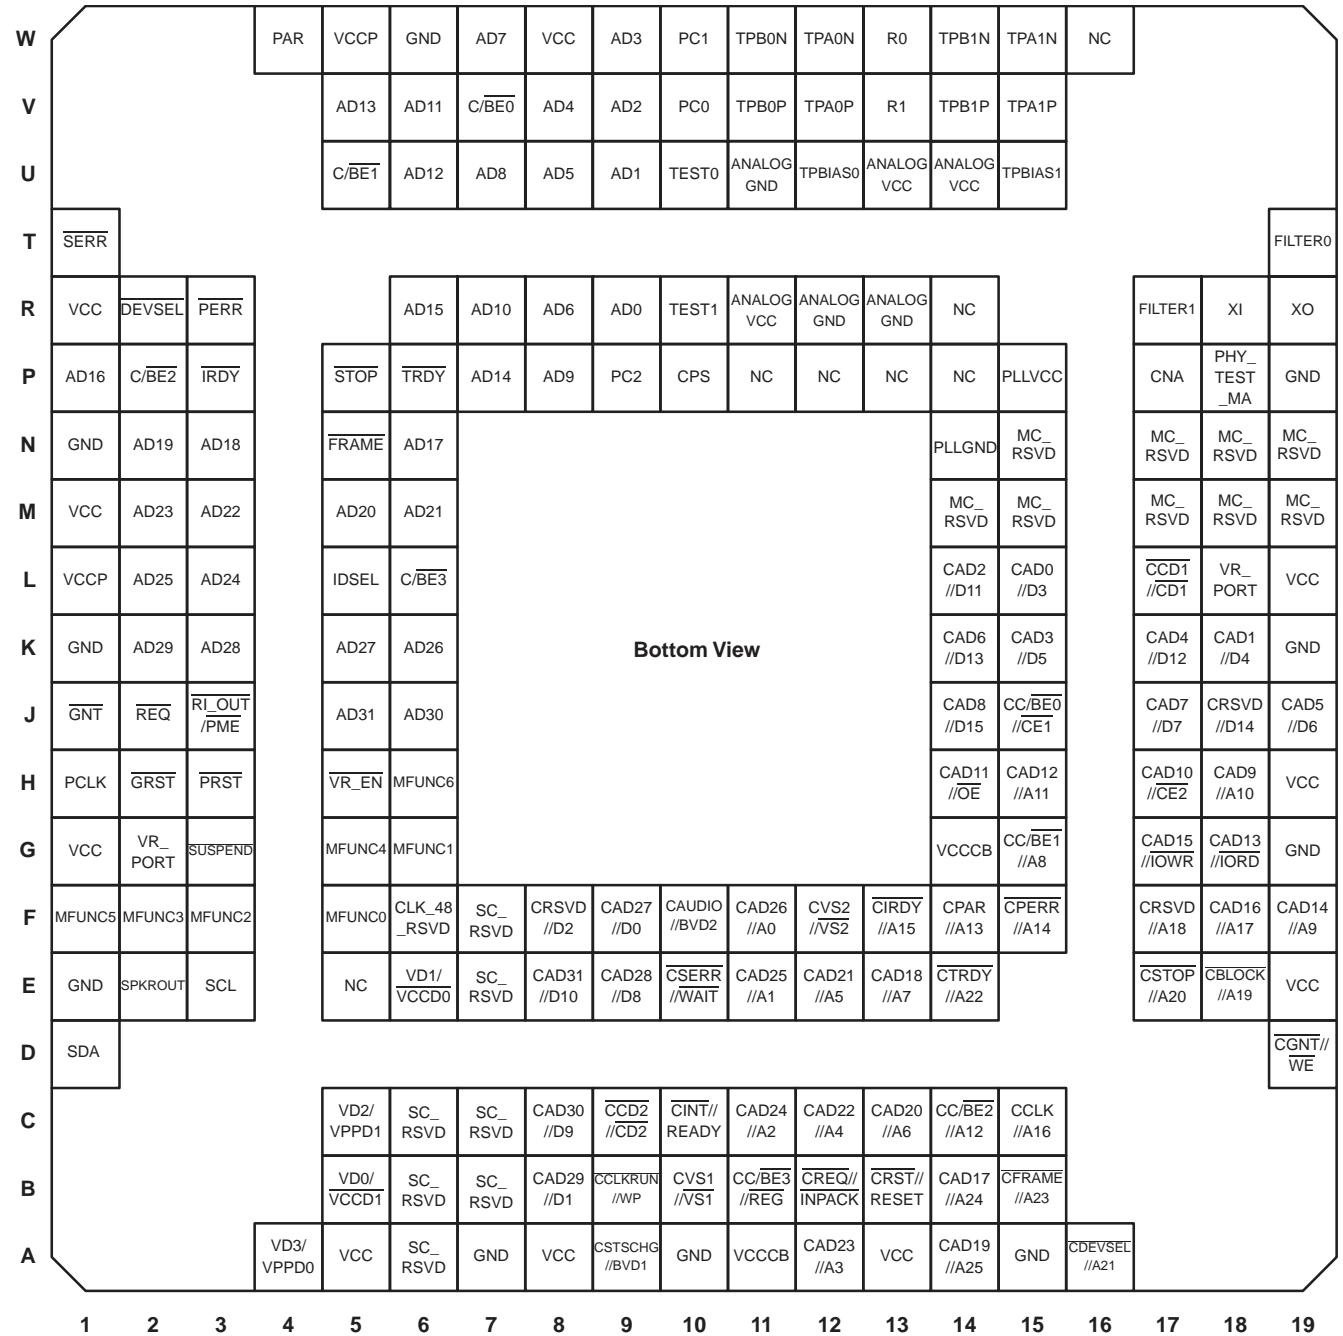 W PAR VCCP GND AD7 VCC AD3 PC1 TPB0N TPA0N R0 TPB1N TPA1N NC
V AD13 AD11 C/BE0 AD4 AD2 PC0 TPB0P TPA0P R1 TPB1P TPA1P
U C/BE1 AD12 AD8 AD5 AD1 TEST0 ANALOG GND TPBIAS0 ANALOG VCC ANALOG VCC TPBIAS1
T SERR FILTER0
R VCC DEVSEL PERR AD15 AD10 AD6 AD0 TEST1 ANALOG VCC ANALOG GND ANALOG GND NC FILTER1 XI XO
P AD16 C/BE2 IRDY STOP TRDY AD14 AD9 PC2 CPS NC NC NC NC PLLVCC CNA PHY_ TEST _MA GND
N GND AD19 AD18 FRAME AD17 PLLGND MC_ RSVD MC_ RSVD MC_ RSVD MC_ RSVD
M VCC AD23 AD22 AD20 AD21 MC_ RSVD MC_ RSVD MC_ RSVD MC_ RSVD MC_ RSVD
L VCCP AD25 AD24 IDSEL C/BE3 CAD2 //D11 CAD0 //D3 CCD1 //CD1 VR_ PORT VCC
K GND AD29 AD28 AD27 AD26 Bottom View CAD6 //D13 CAD3 //D5 CAD4 //D12 CAD1 //D4 GND
J GNT REQ RI_OUT /PME AD31 AD30 CAD8 //D15 CC/BE0 //CE1 CAD7 //D7 CRSVD //D14 CAD5 //D6
H PCLK GRST PRST VR_EN MFUNC6 CAD11 //OE CAD12 //A11 CAD10 //CE2 CAD9 //A10 VCC
G VCC VR_ PORT SUSPEND MFUNC4 MFUNC1 VCCCB CC/BE1 //A8 CAD15 //IOWR CAD13 //IORD GND
F MFUNC5 MFUNC3 MFUNC2 MFUNC0 CLK_48 _RSVD SC_ RSVD CRSVD //D2 CAD27 //D0 CAUDIO //BVD2 CAD26 //A0 CVS2 //VS2 CIRDY //A15 CPAR //A13 CPERR //A14 CRSVD //A18 CAD16 //A17 CAD14 //A9
E GND SPKROUT SCL NC VD1/ VCCD0 SC_ RSVD CAD31 //D10 CAD28 //D8 CSERR //WAIT CAD25 //A1 CAD21 //A5 CAD18 //A7 CTRDY //A22 CSTOP //A20 CBLOCK //A19 VCC
D SDA CGNT// WE
C VD2/ VPPD1 SC_ RSVD SC_ RSVD CAD30 //D9 CCD2 //CD2 CINT// READY CAD24 //A2 CAD22 //A4 CAD20 //A6 CC/BE2 //A12 CCLK //A16
B VD0/ VCCD1 SC_ RSVD SC_ RSVD CAD29 //D1 CCLKRUN //WP CVS1 //VS1 CC/BE3 //REG CREQ// INPACK CRST// RESET CAD17 //A24 CFRAME //A23
A VD3/ VPPD0 VCC SC_ RSVD GND VCC CSTSCHG //BVD1 GND VCCCB CAD23 //A3 VCC CAD19 //A25 GND CDEVSEL //A21
1 2 3 4 5 6 7 8 9 10 11 12 13 14 15 16 17 18 19